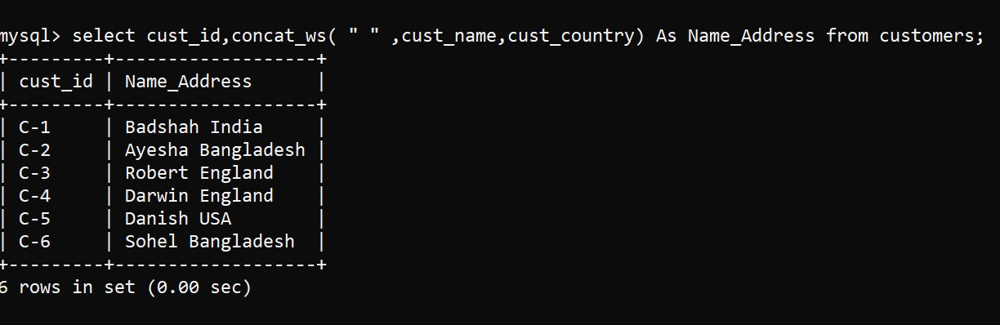 mysql> select cust_id,concat_ws( " " ,cust_name,cust_country) As Name_Address from customers;
+---------+-------------------+
| cust_id | Name_Address      |
+---------+-------------------+
| C-1     | Badshah India     |
| C-2     | Ayesha Bangladesh |
| C-3     | Robert England    |
| C-4     | Darwin England    |
| C-5     | Danish USA        |
| C-6     | Sohel Bangladesh  |
+---------+-------------------+
6 rows in set (0.00 sec)